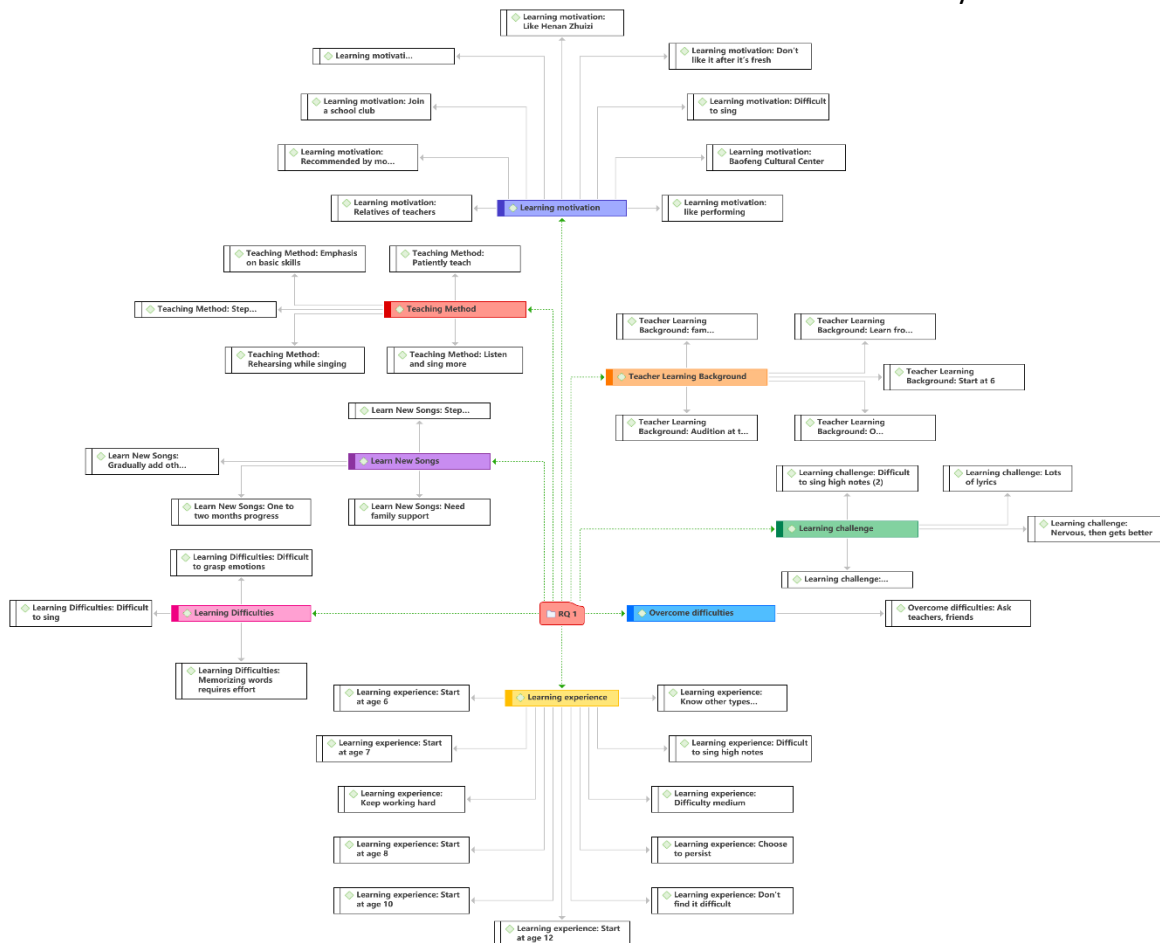 Learning motivation:
Like Henan Zhuizi
Learning motivati...
Learning motivation: Don't
like it after it's fresh
Learning motivation: Join
a school club
Learning motivation: Difficult
to sing
Learning motivation:
Recommended by mo...
Learning motivation:
Baofeng Cultural Center
Learning motivation:
Relatives of teachers
Learning motivation
Learning motivation:
like performing
Teaching Method: Emphasis
on basic skills
Teaching Method:
Patiently teach
Teaching Method: Step...
Teaching Method
Teaching Method:
Rehearsing while singing
Teaching Method: Listen
and sing more
Teacher Learning
Background: fam...
Teacher Learning
Background: Learn fro...
Teacher Learning Background
Teacher Learning
Background: Start at 6
Teacher Learning
Background: Audition at t...
Teacher Learning
Background: O...
Learn New Songs: Step...
Learn New Songs:
Gradually add oth...
Learn New Songs
Learn New Songs: One to
two months progress
Learn New Songs: Need
family support
Learning challenge: Difficult
to sing high notes (2)
Learning challenge: Lots
of lyrics
Learning challenge
Learning challenge:
Nervous, then gets better
Learning challenge:...
Learning Difficulties: Difficult
to grasp emotions
Learning Difficulties: Difficult
to sing
Learning Difficulties
Learning Difficulties:
Memorizing words
requires effort
RQ 1
Overcome difficulties
Overcome difficulties: Ask
teachers, friends
Learning experience: Start
at age 6
Learning experience
Learning experience:
Know other types...
Learning experience: Start
at age 7
Learning experience: Difficult
to sing high notes
Learning experience:
Keep working hard
Learning experience:
Difficulty medium
Learning experience: Start
at age 8
Learning experience: Choose
to persist
Learning experience: Start
at age 10
Learning experience: Don't
find it difficult
Learning experience: Start
at age 12